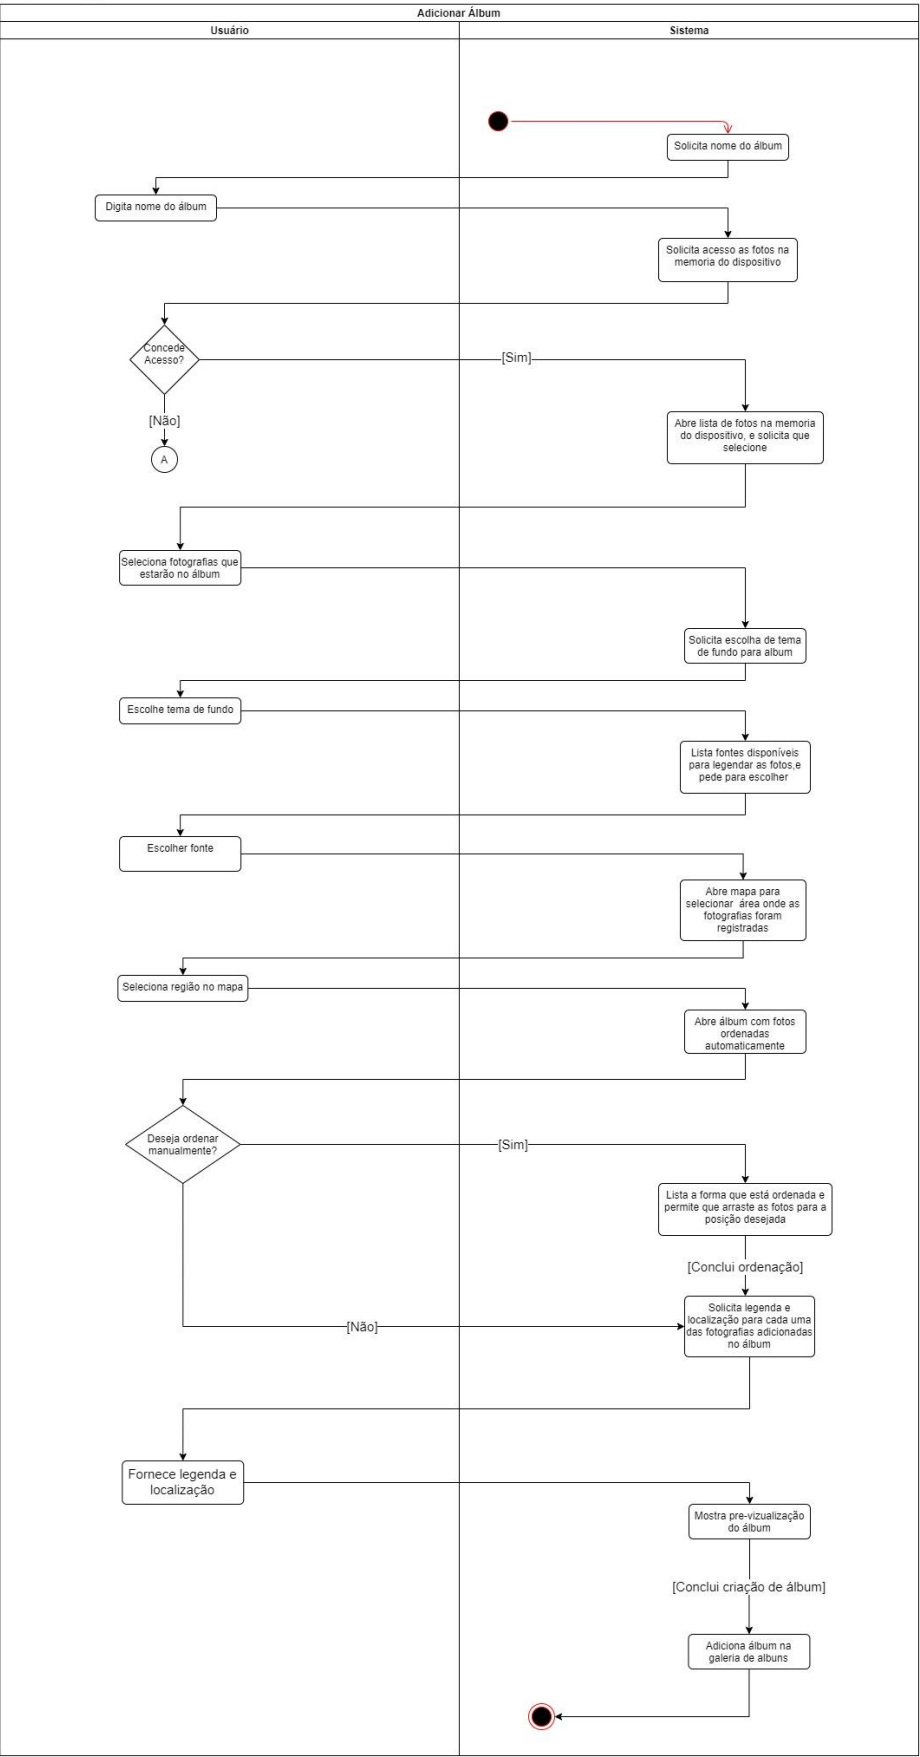 Adicionar Álbum
Usuário
Sistema
Solicita nome do álbum
Digita nome do álbum
Solicita acesso as fotos na
memoria do dispositivo
Concede
Acesso?
[Sim]
[Não]
A
Abre lista de fotos na memoria
do dispositivo, e solicita que
selecione
Seleciona fotografias que
estarão no álbum
Solicita escolha de tema
de fundo para album
Escolhe tema de fundo
Lista fontes disponíveis
para legendar as fotos,e
pede para escolher
Escolher fonte
Abre mapa para
selecionar área onde as
fotografias foram
registradas
Seleciona região no mapa
Abre álbum com fotos
ordenadas
automaticamente
Deseja ordenar
manualmente?
[Sim]
Lista a forma que está ordenada e
permite que arraste as fotos para a
posição desejada
[Conclui ordenação]
[Não]
Solicita legenda e
localização para cada uma
das fotografias adicionadas
no álbum
Fornece legenda e
localização
Mostra pre-vizualização
do álbum
[Conclui criação de álbum]
Adiciona álbum na
galeria de albuns